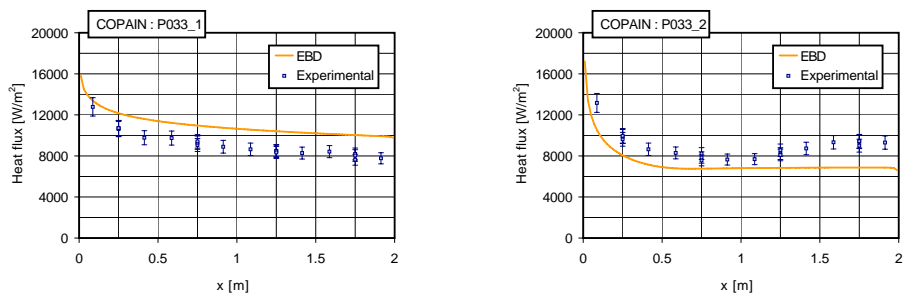 COPAIN : P033_1
20000
16000
12000
8000
4000
0
Heat flux [W/m²]
EBD
Experimental
0
0.5
1
1.5
2
x [m]
COPAIN : P033_2
20000
16000
12000
8000
4000
0
Heat flux [W/m²]
EBD
Experimental
0
0.5
1
1.5
2
x [m]